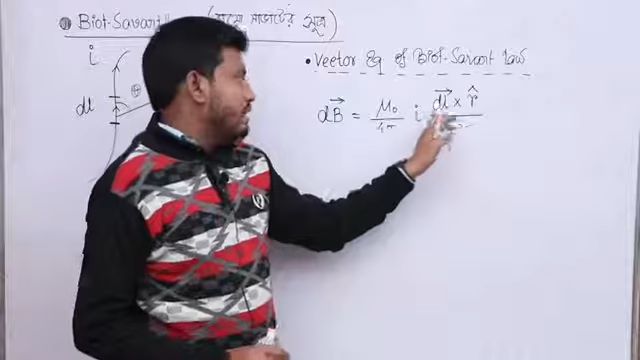 Biot-Savart (বায়ো সাভার্টের সূত্র)
i
• Vector Eq of Biot-Savart Law
dl θ
dB⃗ = μ₀/4π i dl⃗ × r̂